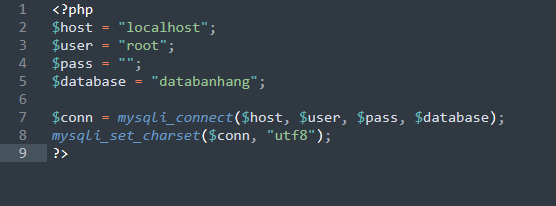 1 <?php
2 $host = "localhost";
3 $user = "root";
4 $pass = "";
5 $database = "databanhang";
6
7 $conn = mysqli_connect($host, $user, $pass, $database);
8 mysqli_set_charset($conn, "utf8");
9 ?>